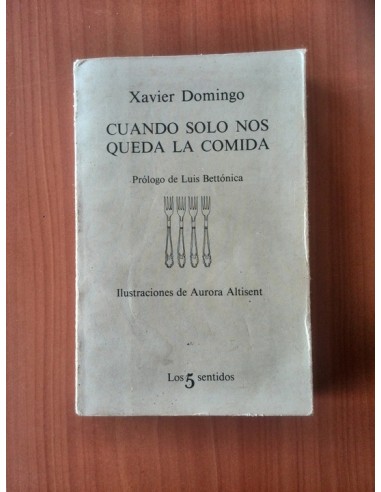 Xavier Domingo
CUANDO SOLO NOS
QUEDA LA COMIDA
Prólogo de Luis Bettónica
Ilustraciones de Aurora Altisent
Los 5 sentidos